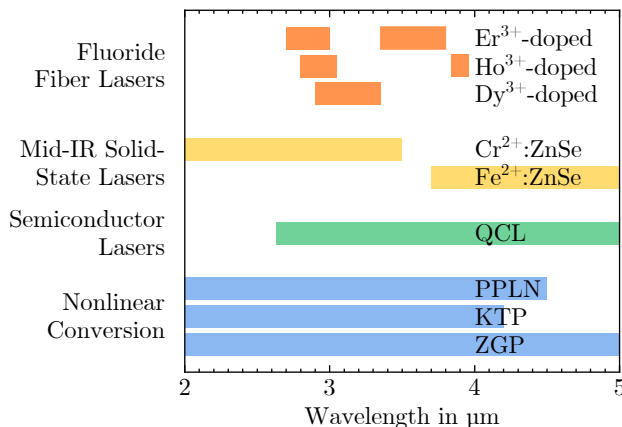 Fluoride
Fiber Lasers
Er³⁺-doped
Ho³⁺-doped
Dy³⁺-doped
Mid-IR Solid-
State Lasers
Cr²⁺:ZnSe
Fe²⁺:ZnSe
Semiconductor
Lasers
QCL
Nonlinear
Conversion
PPLN
KTP
ZGP
2 3 4 5
Wavelength in µm